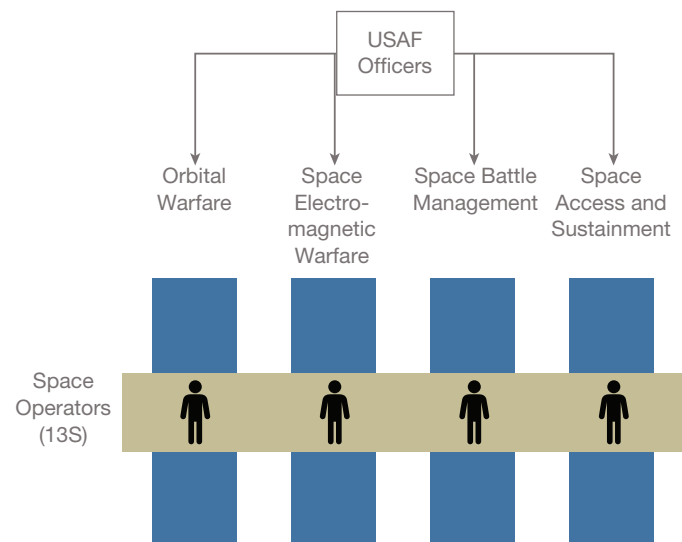 USAF
Officers
Orbital
Warfare
Space
Electro-
magnetic
Warfare
Space Battle
Management
Space
Access and
Sustainment
Space
Operators
(13S)